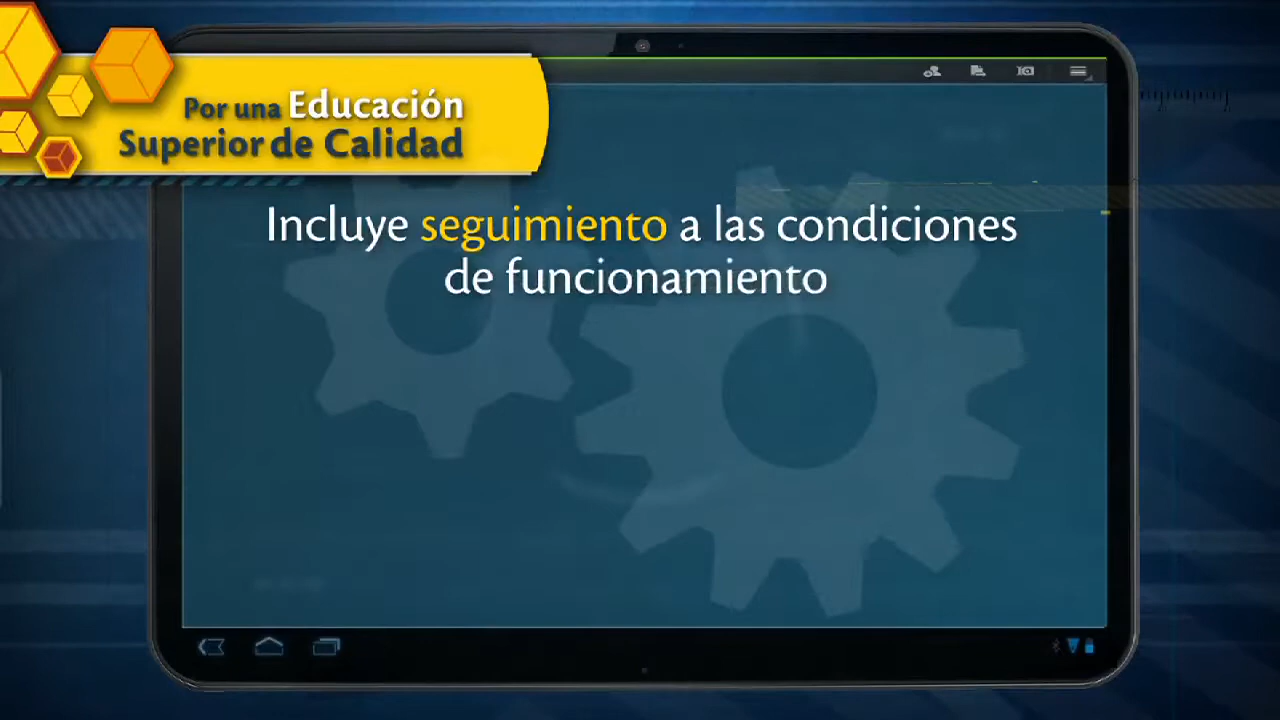 Por una Educación
Superior de Calidad
Incluye seguimiento a las condiciones
de funcionamiento